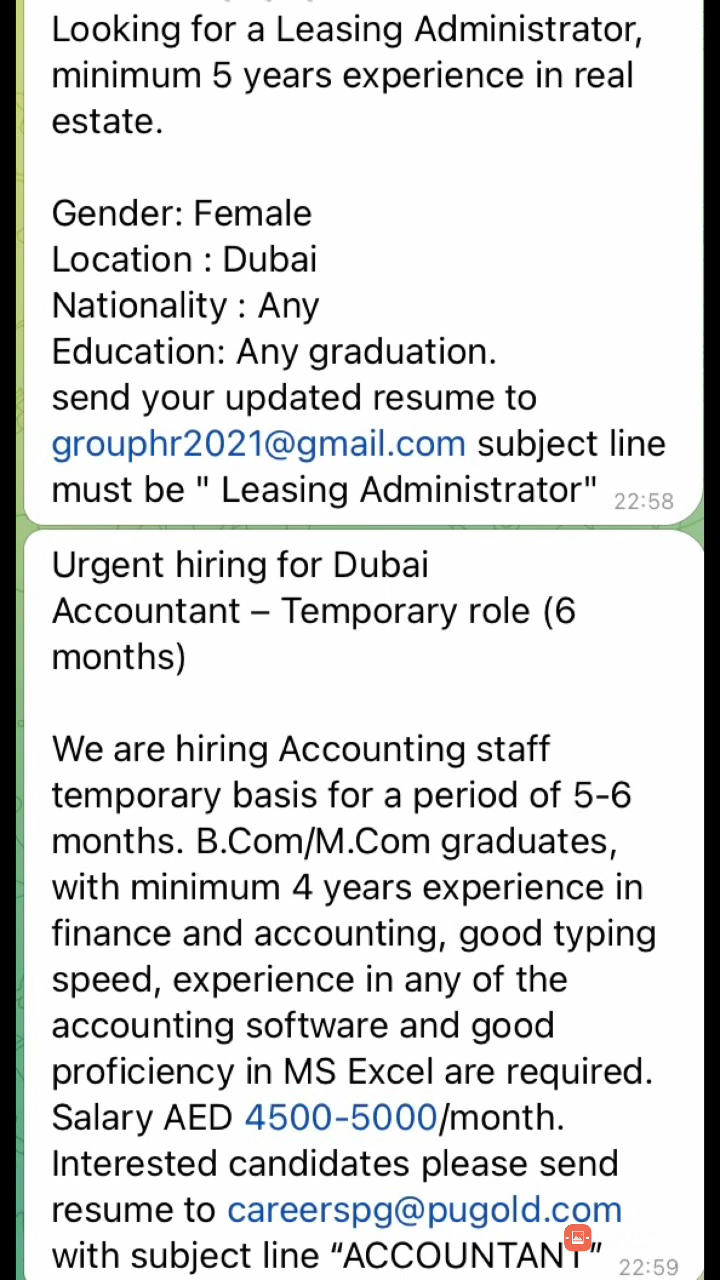 Looking for a Leasing Administrator,
minimum 5 years experience in real
estate.
Gender: Female
Location : Dubai
Nationality : Any
Education: Any graduation.
send your updated resume to
grouphr2021@gmail.com subject line
must be " Leasing Administrator" 22:58
Urgent hiring for Dubai
Accountant – Temporary role (6
months)
We are hiring Accounting staff
temporary basis for a period of 5-6
months. B.Com/M.Com graduates,
with minimum 4 years experience in
finance and accounting, good typing
speed, experience in any of the
accounting software and good
proficiency in MS Excel are required.
Salary AED 4500-5000/month.
Interested candidates please send
resume to careerspg@pugold.com
with subject line “ACCOUNTANT” 22:59